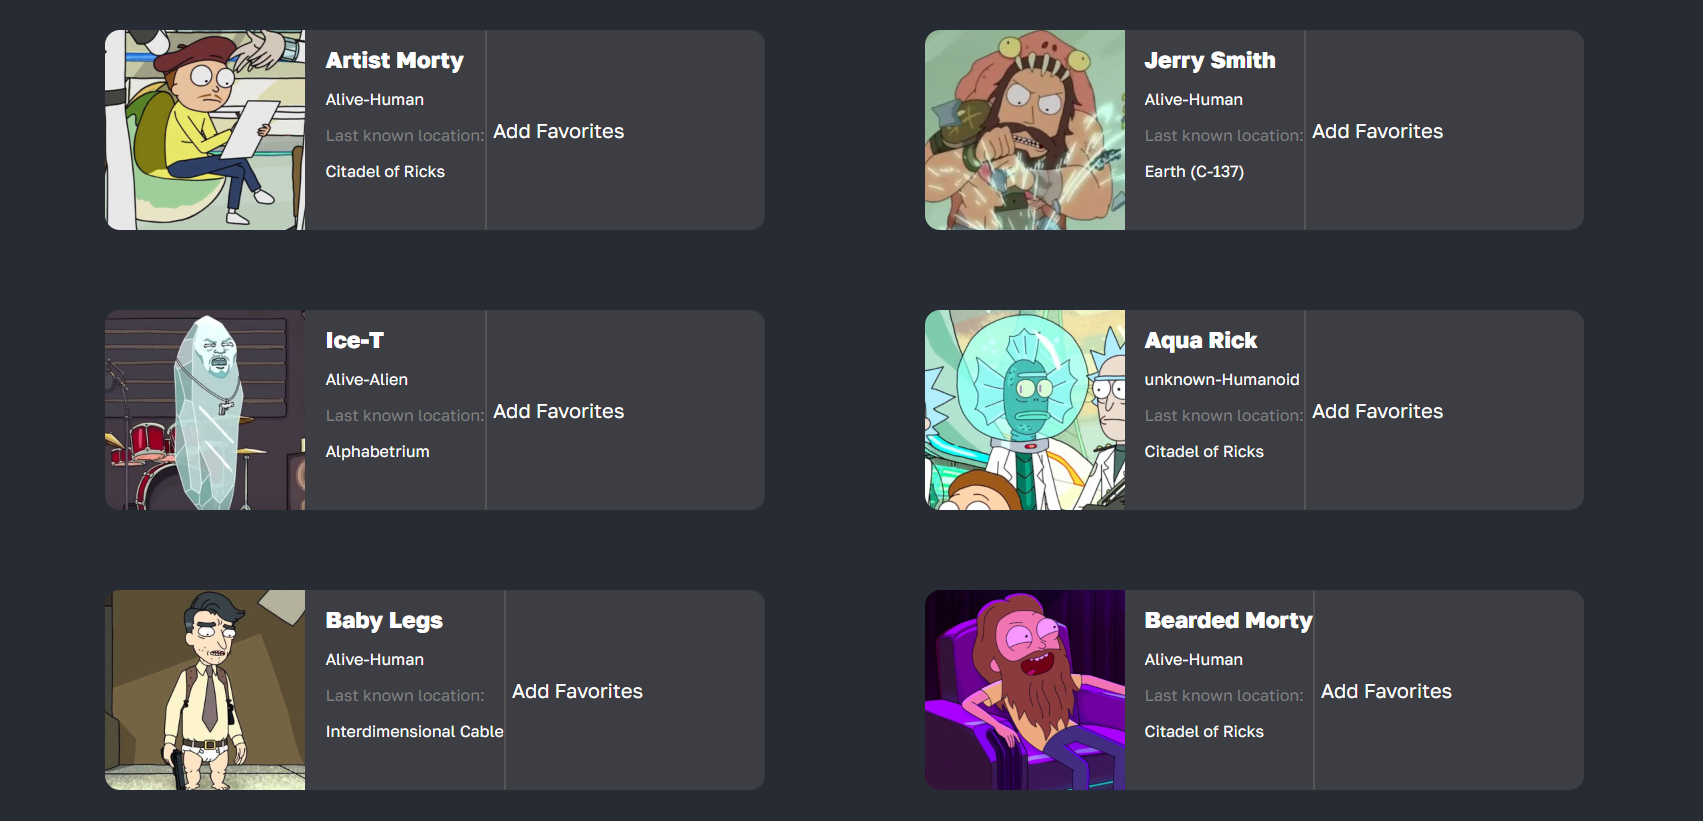 Artist Morty
Alive-Human
Last known location:
Citadel of Ricks
Add Favorites
Jerry Smith
Alive-Human
Last known location:
Earth (C-137)
Add Favorites
Ice-T
Alive-Alien
Last known location:
Alphabetrium
Add Favorites
Aqua Rick
unknown-Humanoid
Last known location:
Citadel of Ricks
Add Favorites
Baby Legs
Alive-Human
Last known location:
Interdimensional Cable
Add Favorites
Bearded Morty
Alive-Human
Last known location:
Citadel of Ricks
Add Favorites